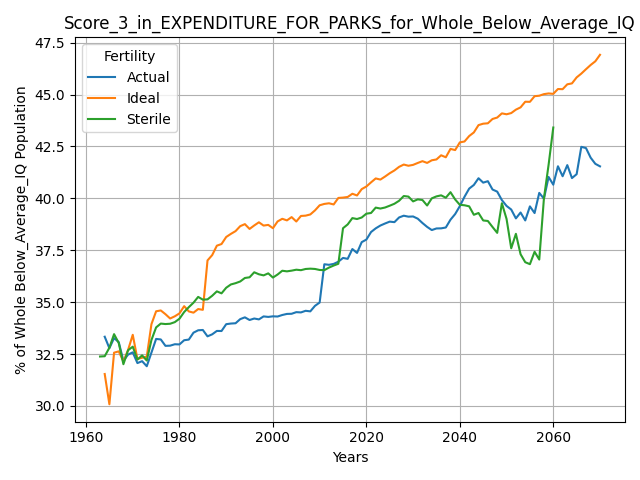 Score_3_in_EXPENDITURE_FOR_PARKS_for_Whole_Below_Average_IQ
% of Whole Below_Average_IQ Population
47.5
45.0
42.5
40.0
37.5
35.0
32.5
30.0
Fertility
Actual
Ideal
Sterile
1960
1980
2000
2020
2040
2060
Years